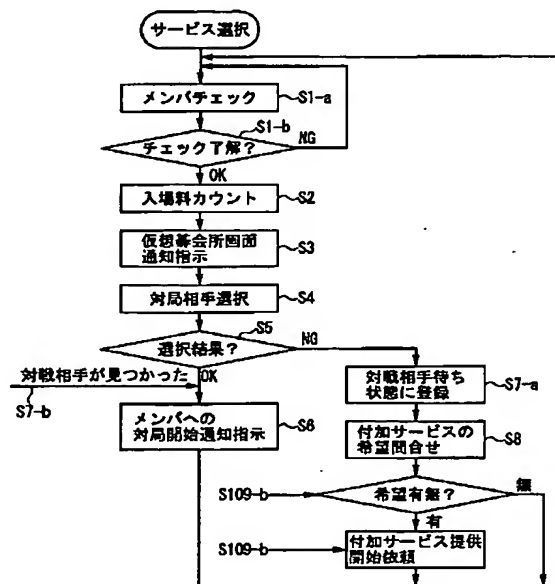 サービス選択
メンバチェック
S1-a
チェック了解?
S1-b
NG
OK
入場料カウント
S2
仮想碁会所画面
通知指示
S3
対局相手選択
S4
選択結果?
S5
NG
OK
対戦相手が見つかった
S7-b
メンバへの
対局開始通知指示
S6
対戦相手待ち
状態に登録
S7-a
付加サービスの
希望問合せ
S8
S109-b
希望有無?
無
有
S109-b
付加サービス提供
開始依頼